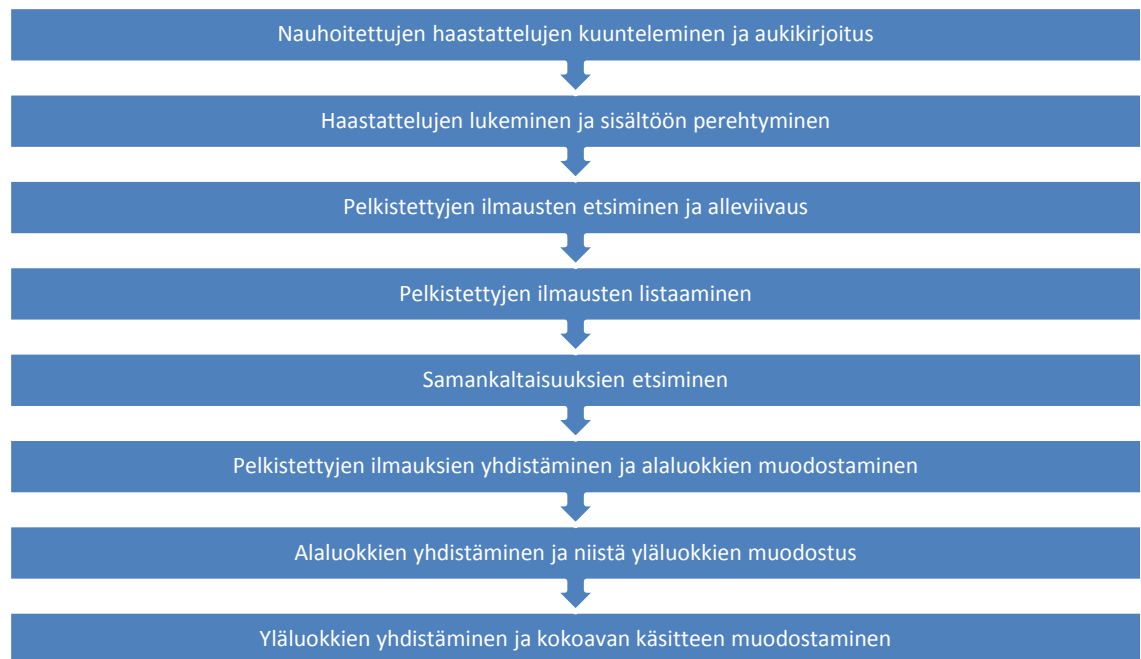 Nauhoitettujen haastattelujen kuunteleminen ja aukikirjoitus
Haastattelujen lukeminen ja sisältöön perehtyminen
Pelkistettyjen ilmausten etsiminen ja alleviivaus
Pelkistettyjen ilmausten listaaminen
Samankaltaisuuksien etsiminen
Pelkistettyjen ilmauksien yhdistäminen ja alaluokkien muodostaminen
Alaluokkien yhdistäminen ja niistä yläluokkien muodostus
Yläluokkien yhdistäminen ja kokoavan käsitteen muodostaminen